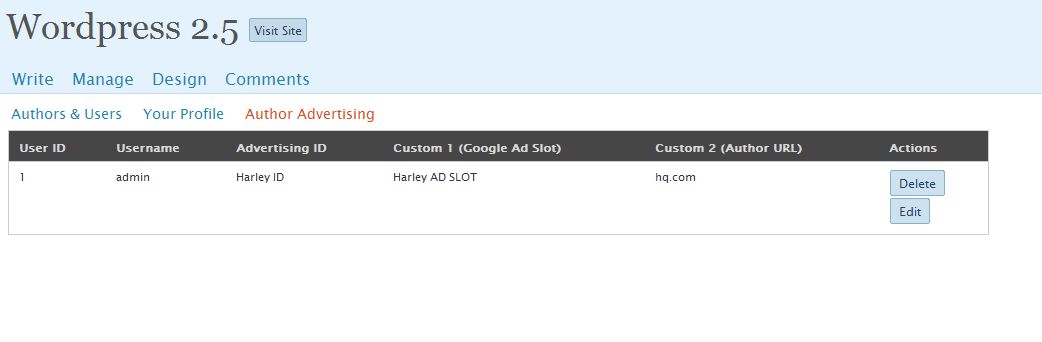 Wordpress 2.5 Visit Site
Write Manage Design Comments
Authors & Users Your Profile Author Advertising
User ID Username Advertising ID Custom 1 (Google Ad Slot) Custom 2 (Author URL) Actions
1 admin Harley ID Harley AD SLOT hq.com Delete
Edit